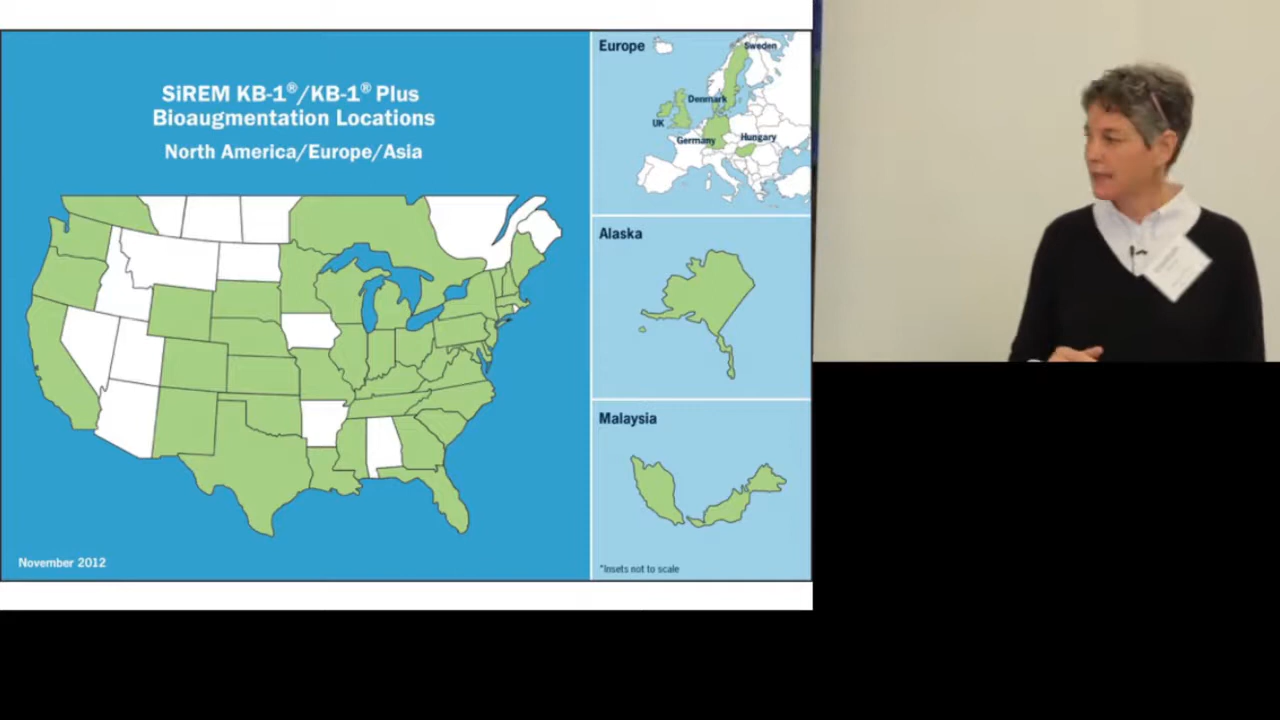 SiREM KB-1®/KB-1® Plus
Bioaugmentation Locations
North America/Europe/Asia
November 2012
Europe
Sweden
Denmark
UK
Germany
Hungary
Alaska
Malaysia
*Insets not to scale